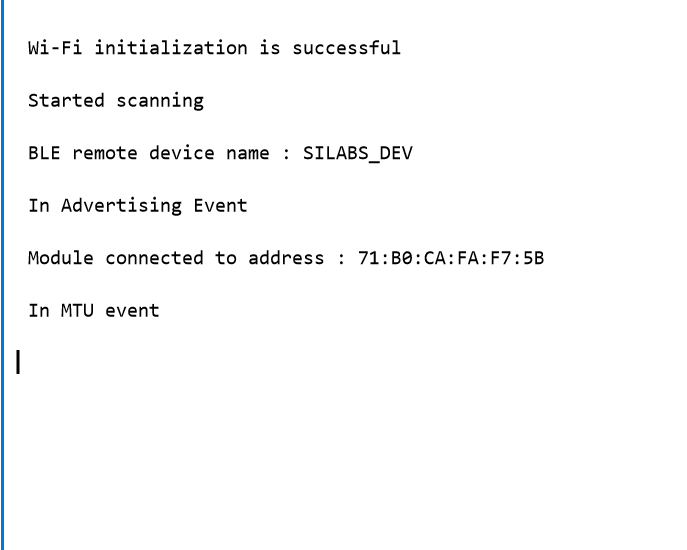 Wi-Fi initialization is successful
Started scanning
BLE remote device name : SILABS_DEV
In Advertising Event
Module connected to address : 71:B0:CA:FA:F7:5B
In MTU event